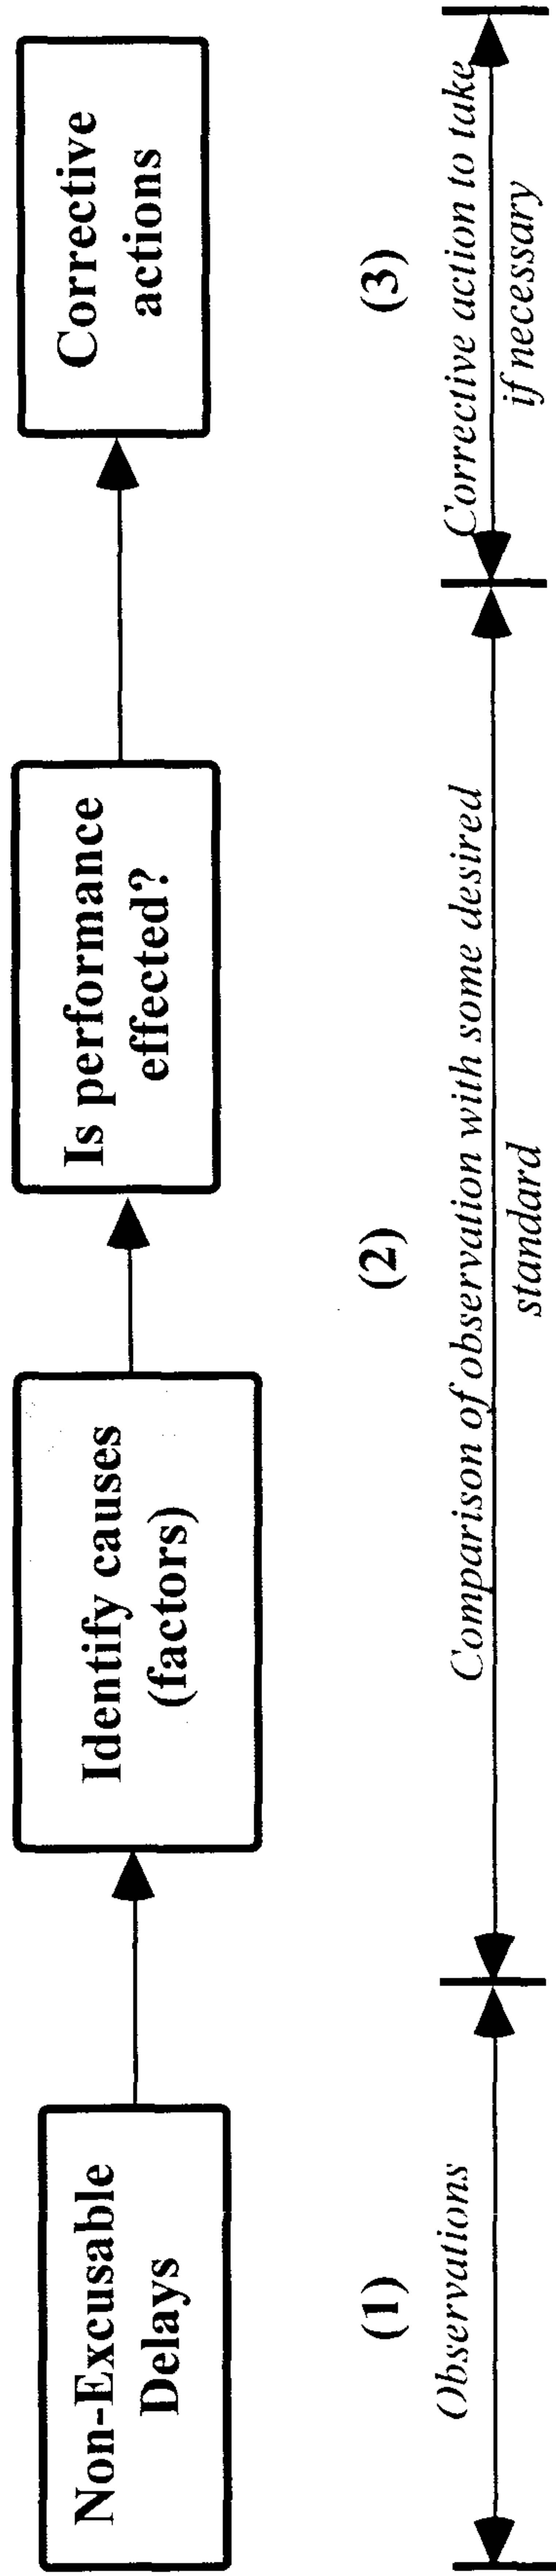 Non-Excusable
Delays
Identify causes
(factors)
Is performance
effected?
Corrective
actions
(1)
Observations
(2)
Comparison of observation with some desired
standard
(3)
Corrective action to take
if necessary